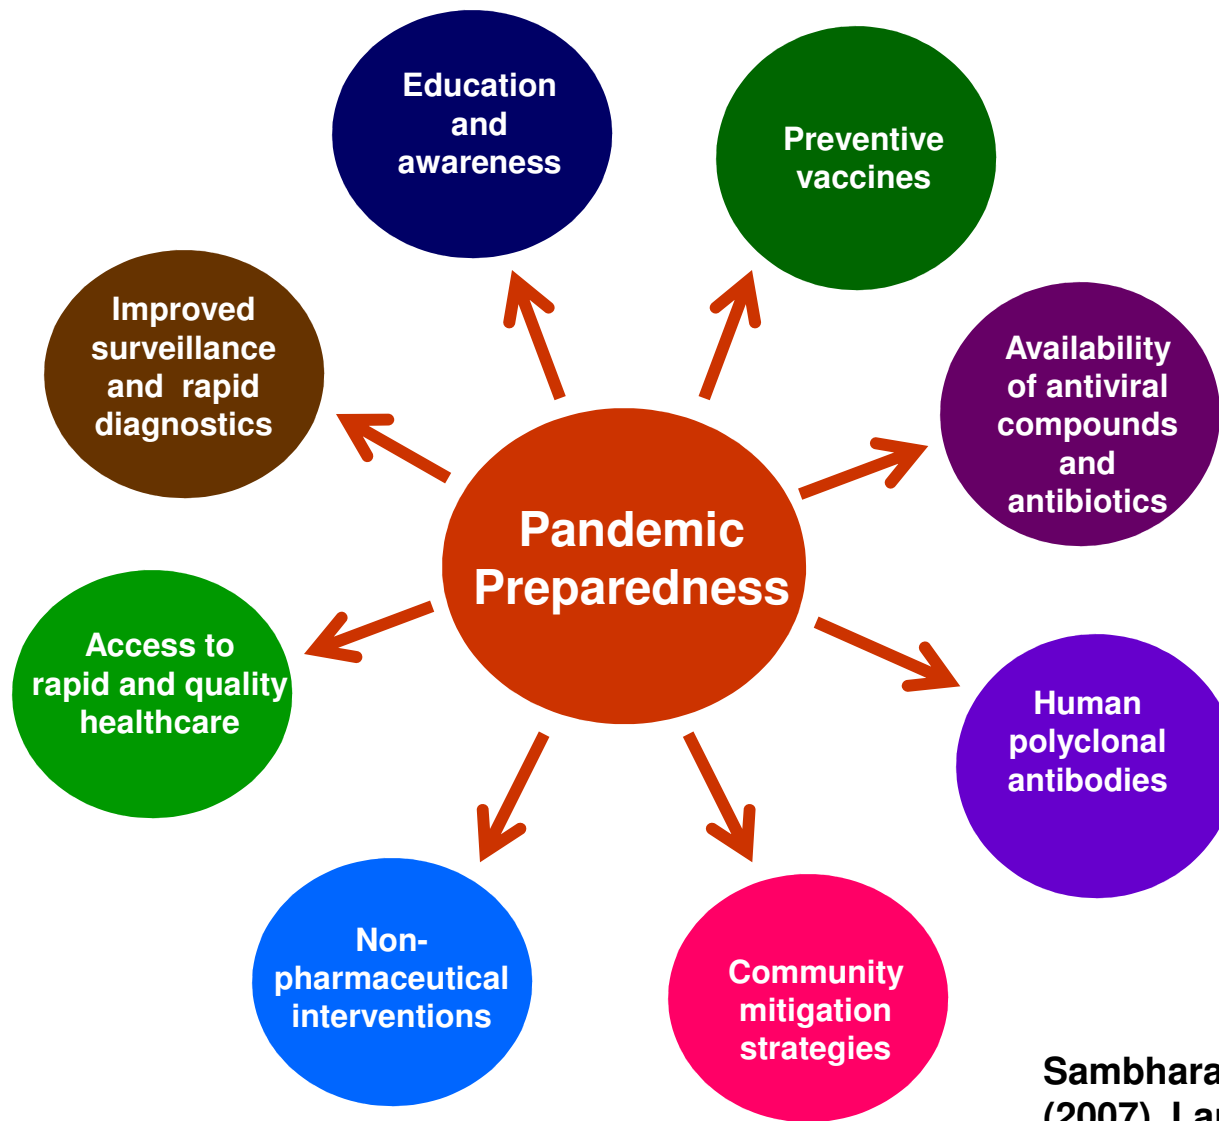 Education
and
awareness
Preventive
vaccines
Improved
surveillance
and rapid
diagnostics
Availability
of antiviral
compounds
and
antibiotics
Pandemic
Preparedness
Access to
rapid and quality
healthcare
Human
polyclonal
antibodies
Non-
pharmaceutical
interventions
Community
mitigation
strategies
Sambhara
(2007)